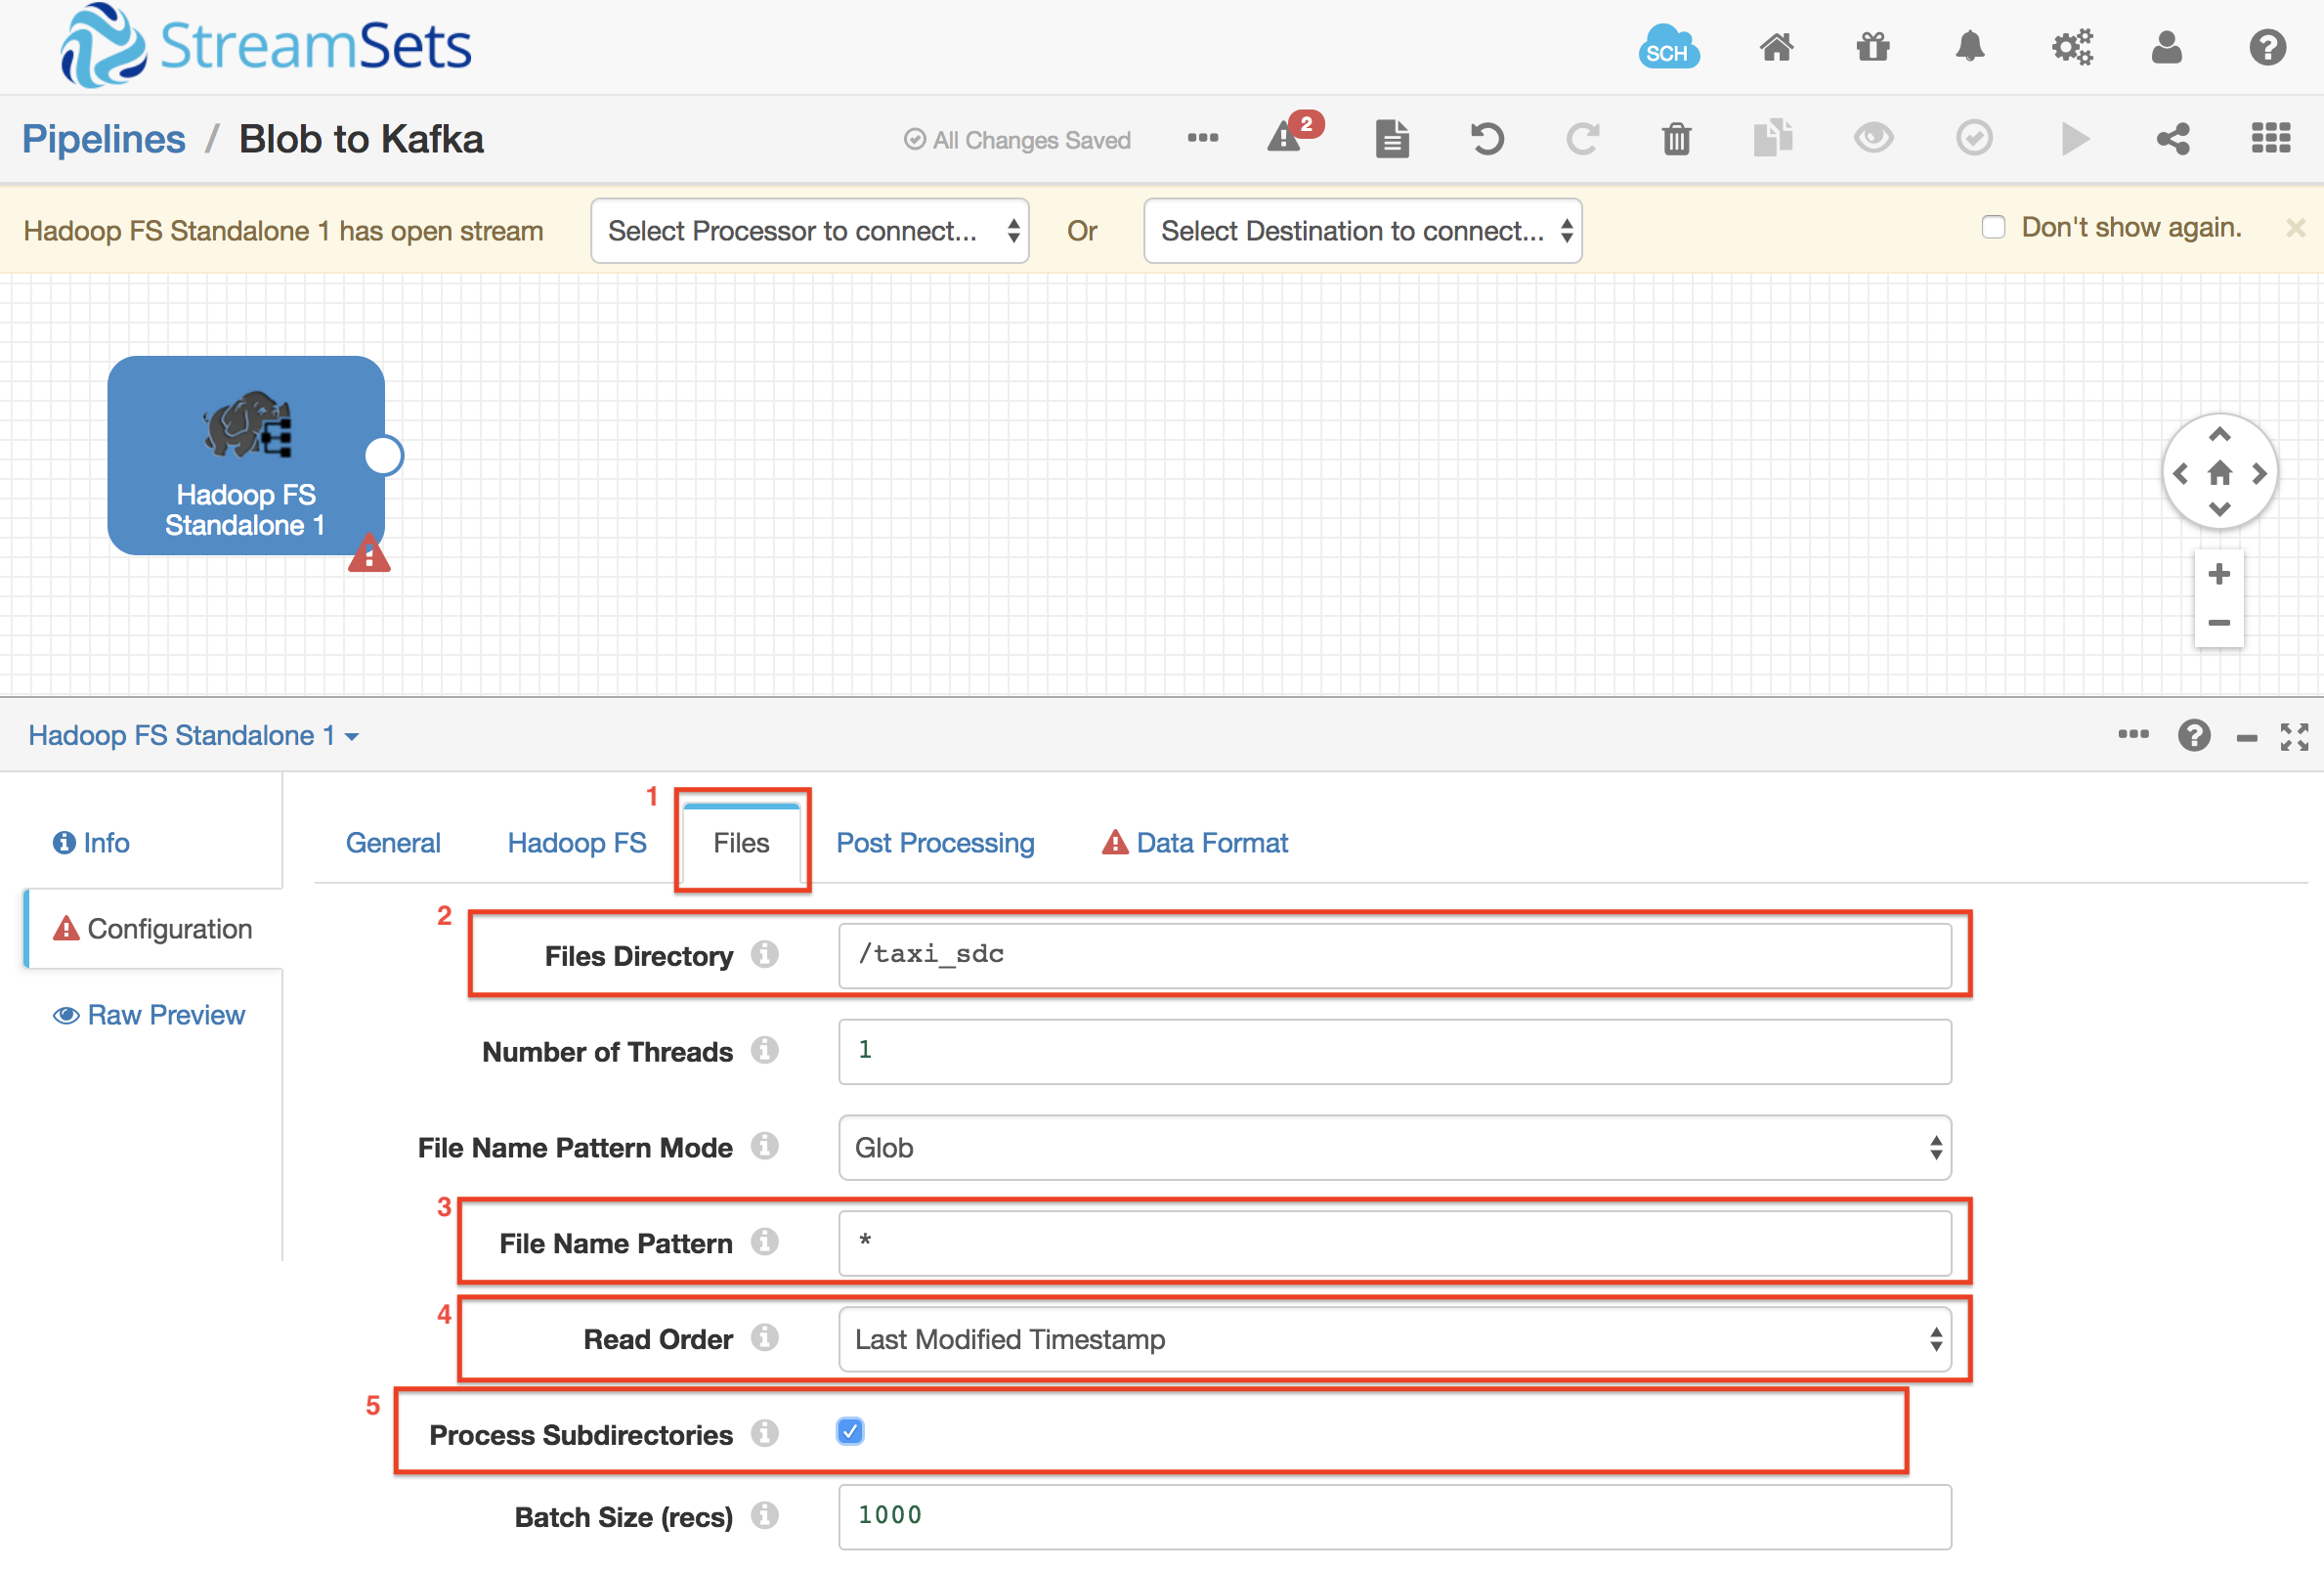 StreamSets
SCH
Pipelines / Blob to Kafka
All Changes Saved
2
Hadoop FS Standalone 1 has open stream
Select Processor to connect...
Or
Select Destination to connect...
Don't show again.
Hadoop FS
Standalone 1
Hadoop FS Standalone 1
Info
Configuration
Raw Preview
1
General
Hadoop FS
Files
Post Processing
Data Format
2
Files Directory
/taxi_sdc
Number of Threads
1
File Name Pattern Mode
Glob
3
File Name Pattern
*
4
Read Order
Last Modified Timestamp
5
Process Subdirectories
Batch Size (recs)
1000